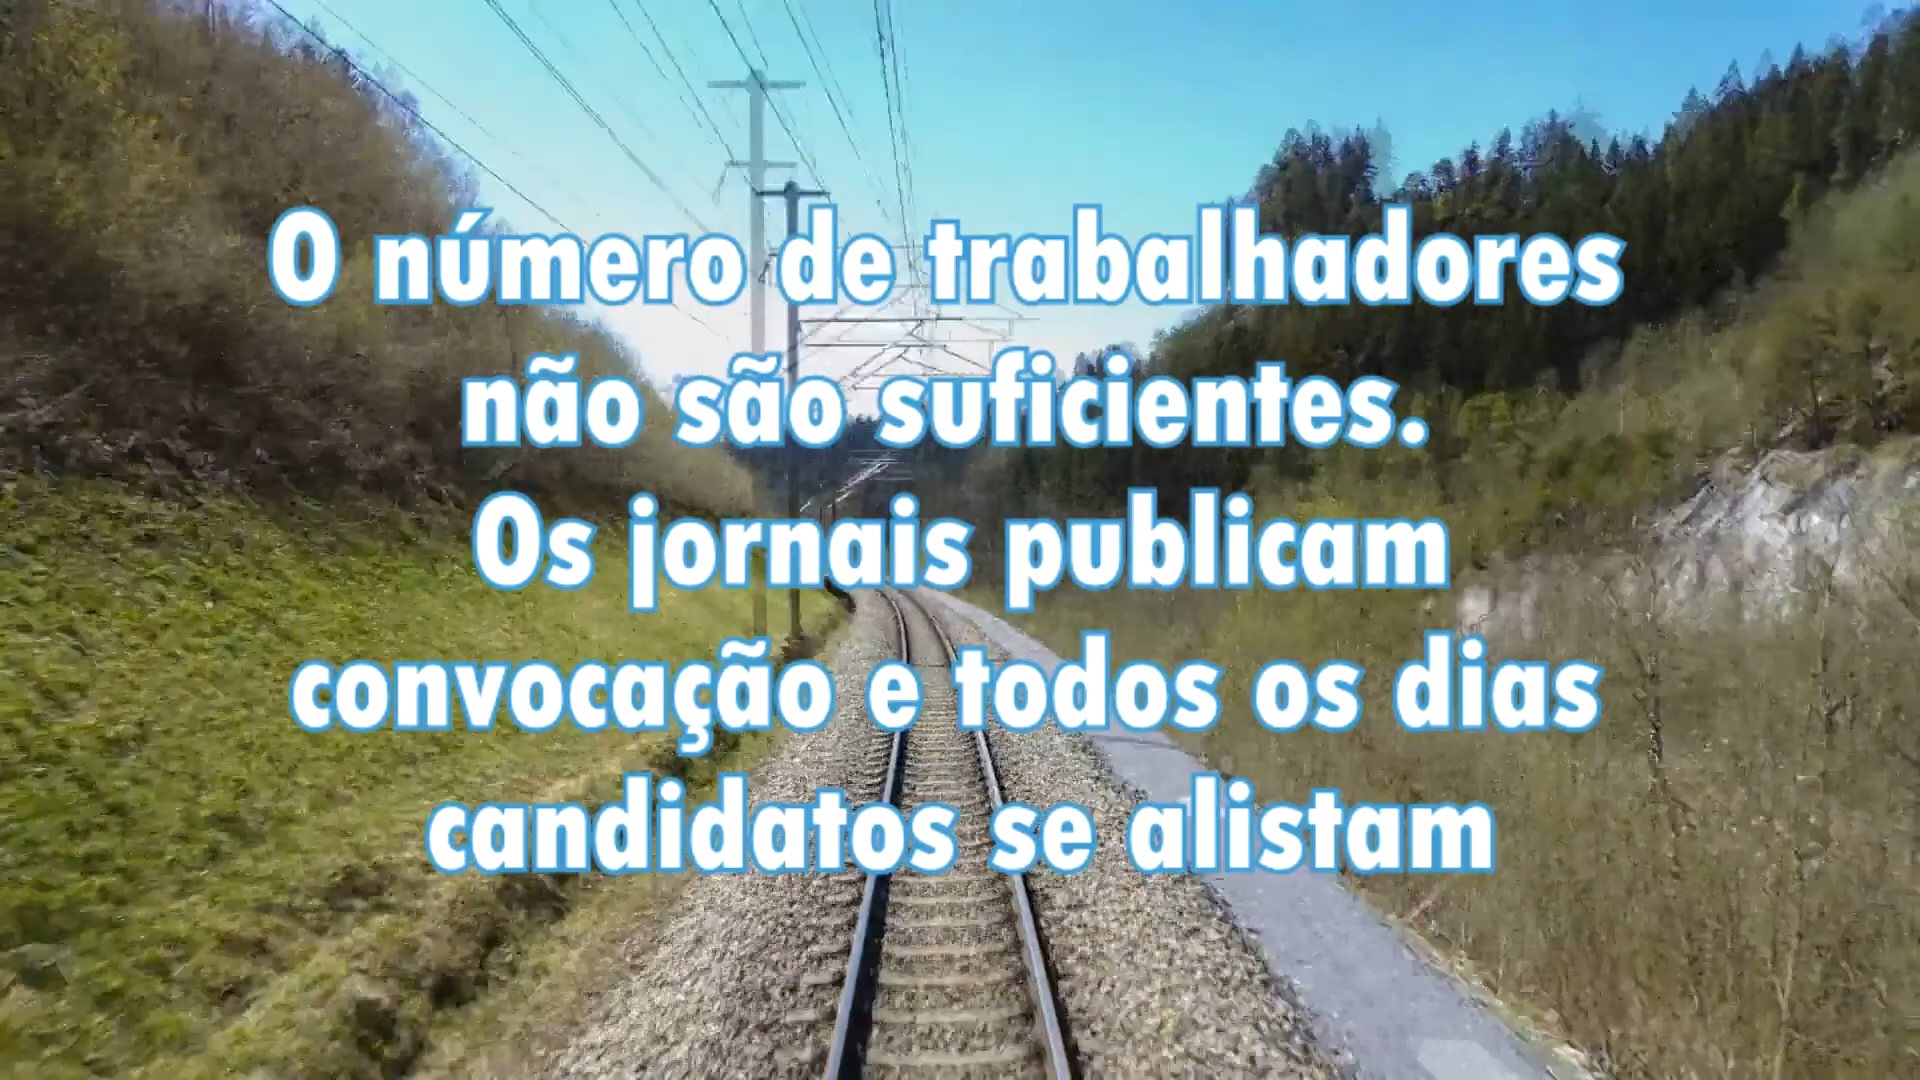 O número de trabalhadores
não são suficientes.
Os jornais publicam
convocação e todos os dias
candidatos se alistam